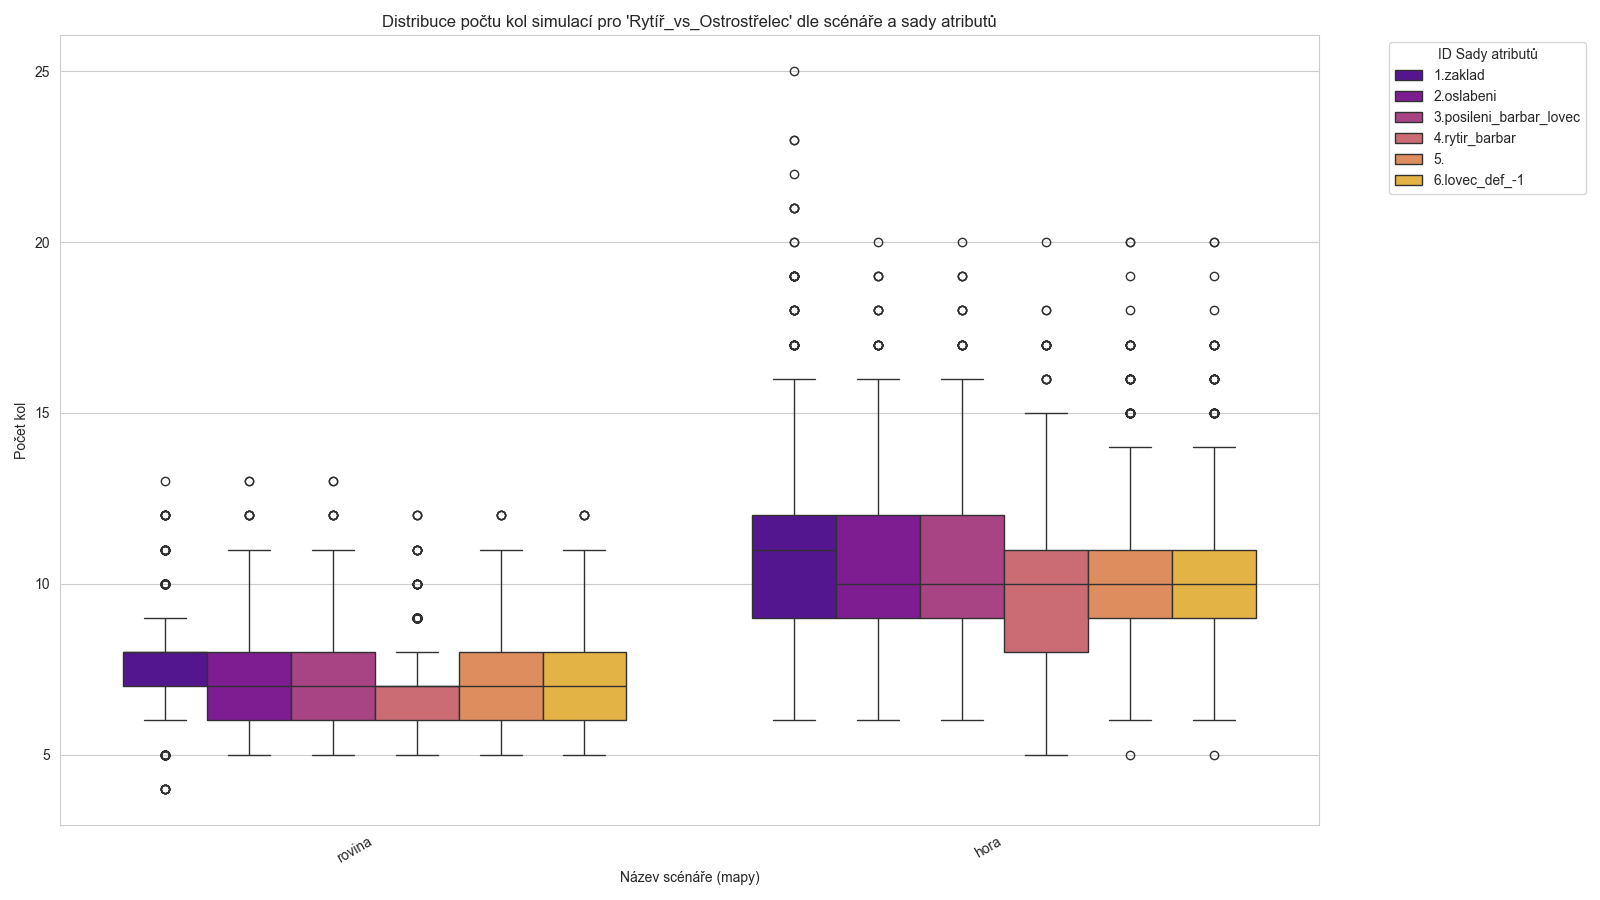 Distribuce počtu kol simulací pro 'Rytíř_vs_Ostrostřelec' dle scénáře a sady atributů
ID Sady atributů
1.zaklad
2.oslabeni
3.posileni_barbar_lovec
4.rytir_barbar
5.
6.lovec_def_-1
Počet kol
25
20
15
10
5
rovina
hora
Název scénáře (mapy)